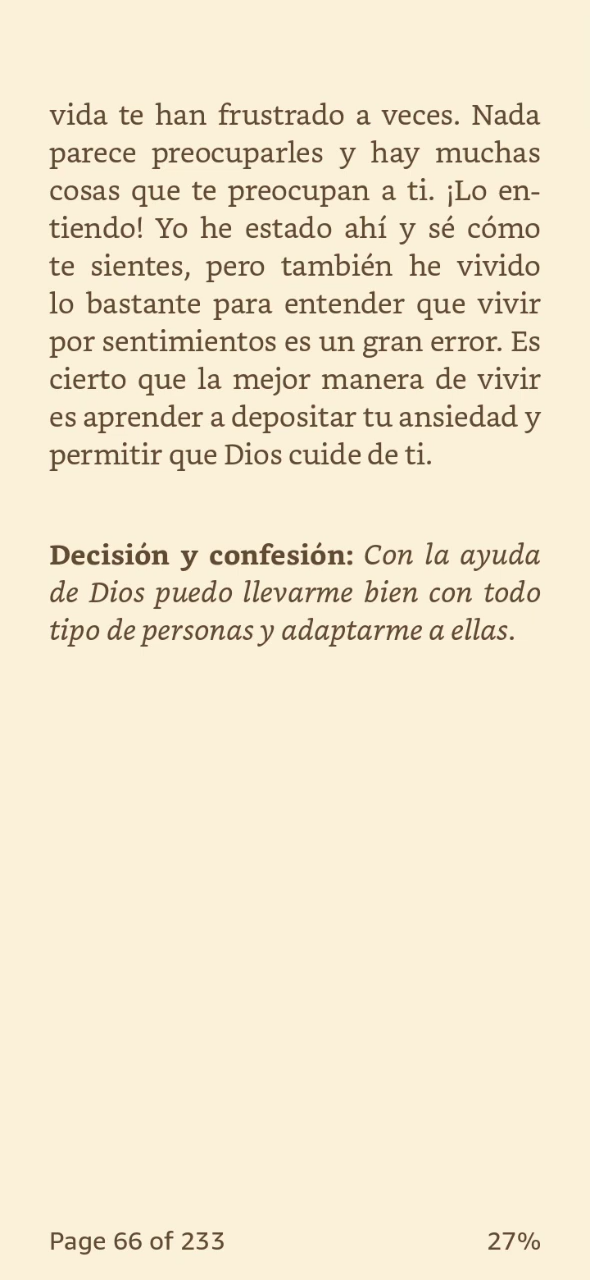 vida te han frustrado a veces. Nada
parece preocuparles y hay muchas
cosas que te preocupan a ti. ¡Lo en-
tiendo! Yo he estado ahí y sé cómo
te sientes, pero también he vivido
lo bastante para entender que vivir
por sentimientos es un gran error. Es
cierto que la mejor manera de vivir
es aprender a depositar tu ansiedad y
permitir que Dios cuide de ti.
Decisión y confesión: Con la ayuda
de Dios puedo llevarme bien con todo
tipo de personas y adaptarme a ellas.
Page 66 of 233 27%